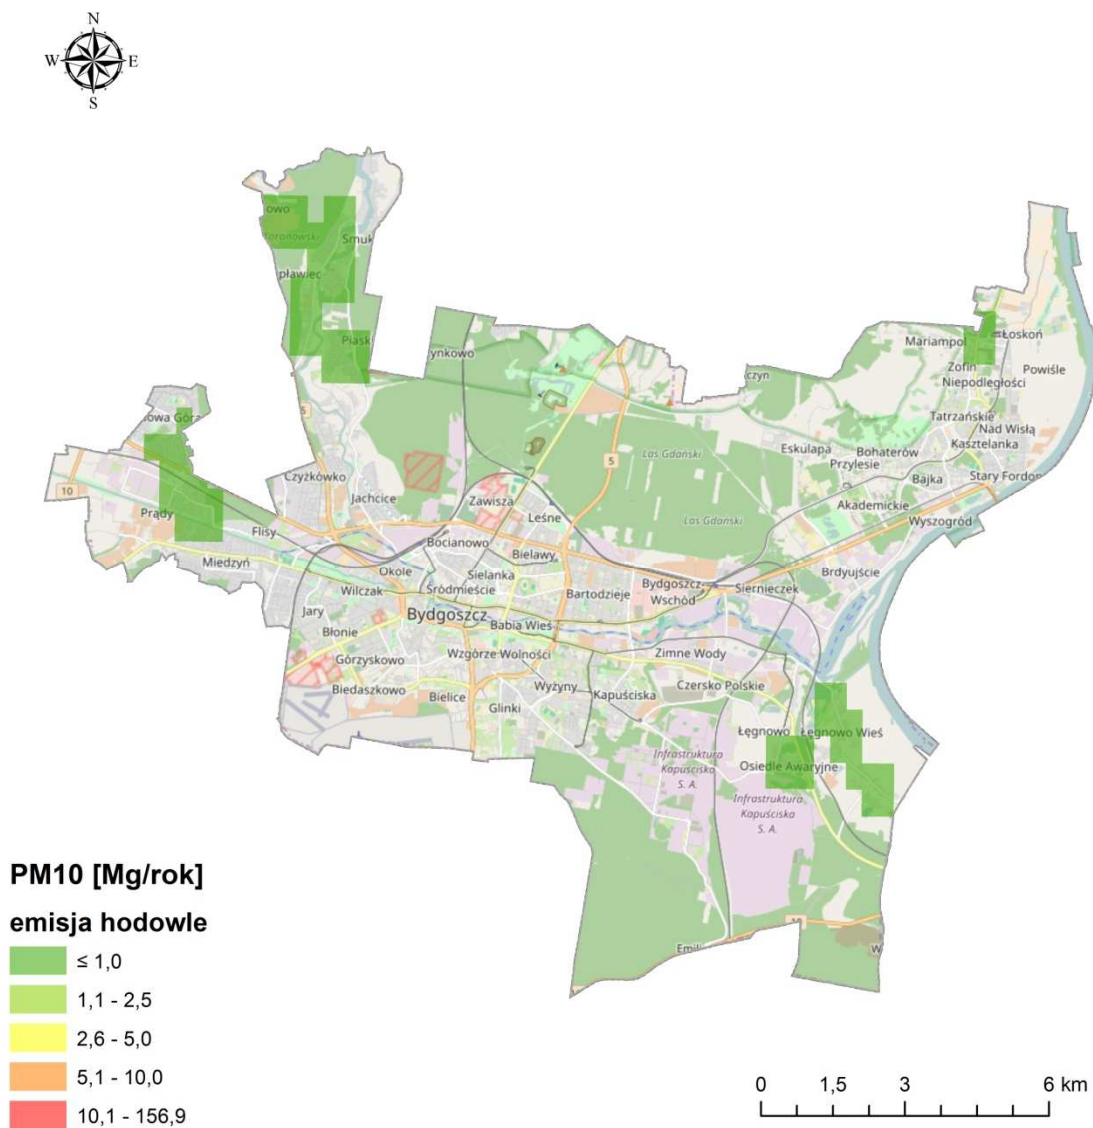 N
W E
S
owo
Koronowski
Smuk
pławiec
Piask
ynkowo
czyn
Mariampol
Łoskoń
Zofin
Niepodległości
Powiśle
owa Góra
Tatrzańskie
Nad Wisłą
Kasztelanka
Eskulapa
Bohaterów
Przylesie
Bajka
Stary Fordon
Las Gdański
5
5
10
Czyżkówko
Jachcice
Zawisza
Leśne
Las Gdański
Akademickie
Wyszogród
Prądy
Flisy
Miedzyń
Bocianowo
Bielawy
Okole
Sielanka
Śródmieście
Wilczak
Bartodzieje
Bydgoszcz-
Wschód
Siernieczek
Brdyujście
Jary
Bydgoszcz
Babia Wieś
Błonie
Górzyskowo
Wzgórze Wolności
Zimne Wody
Biedaszkowo
Bielice
Glinki
Wyżyny
Kapuściska
Czersko Polskie
Łęgnowo
Łęgnowo Wieś
Osiedle Awaryjne
Infrastruktura
Kapuściska
S. A.
Infrastruktura
Kapuściska
S. A.
10
Emili
W
PM10 [Mg/rok]
emisja hodowle
≤ 1,0
1,1 - 2,5
2,6 - 5,0
5,1 - 10,0
10,1 - 156,9
0 1,5 3 6 km